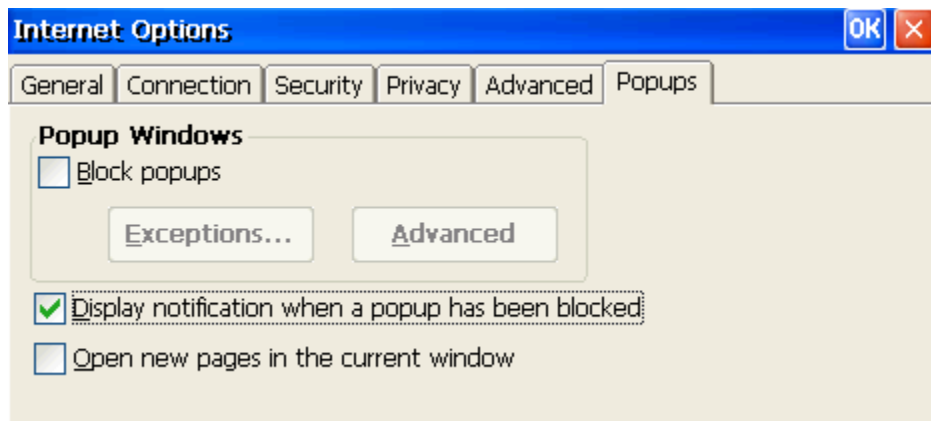 Internet Options OK
General Connection Security Privacy Advanced Popups
Popup Windows
Block popups
Exceptions... Advanced
Display notification when a popup has been blocked
Open new pages in the current window